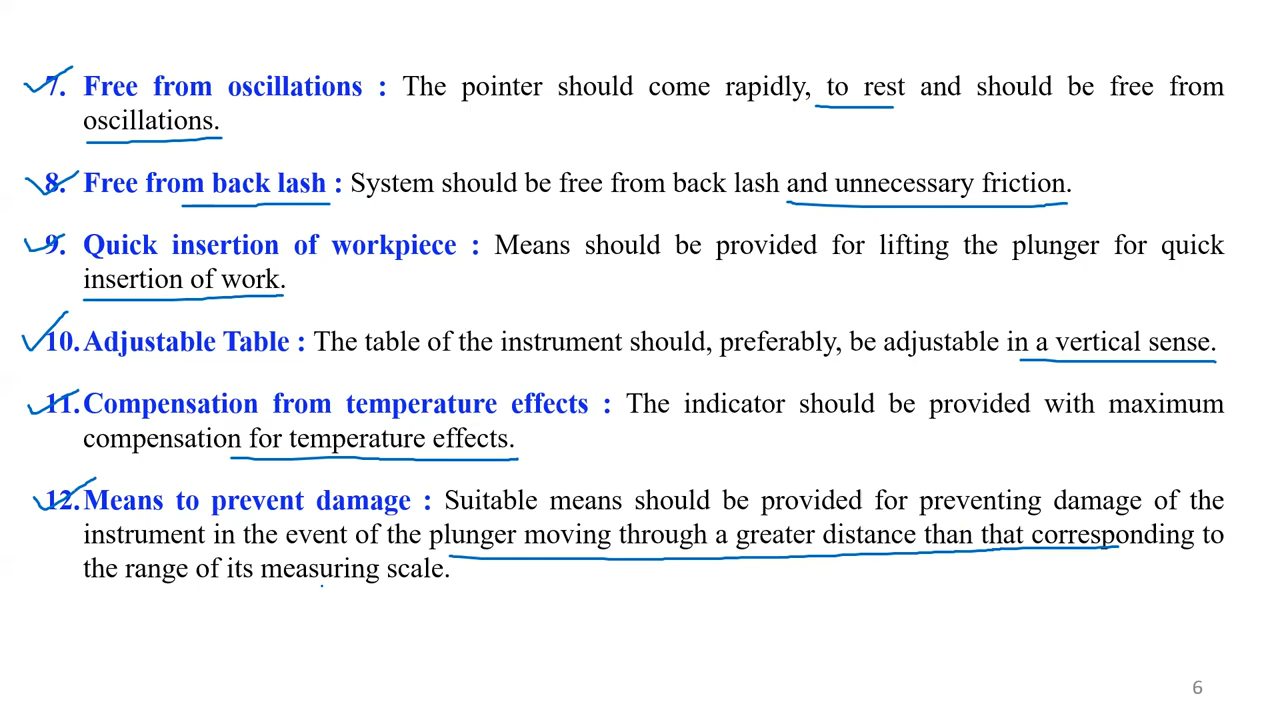 7. Free from oscillations : The pointer should come rapidly, to rest and should be free from
oscillations.
8. Free from back lash : System should be free from back lash and unnecessary friction.
9. Quick insertion of workpiece : Means should be provided for lifting the plunger for quick
insertion of work.
10. Adjustable Table : The table of the instrument should, preferably, be adjustable in a vertical sense.
11. Compensation from temperature effects : The indicator should be provided with maximum
compensation for temperature effects.
12. Means to prevent damage : Suitable means should be provided for preventing damage of the
instrument in the event of the plunger moving through a greater distance than that corresponding to
the range of its measuring scale.
6